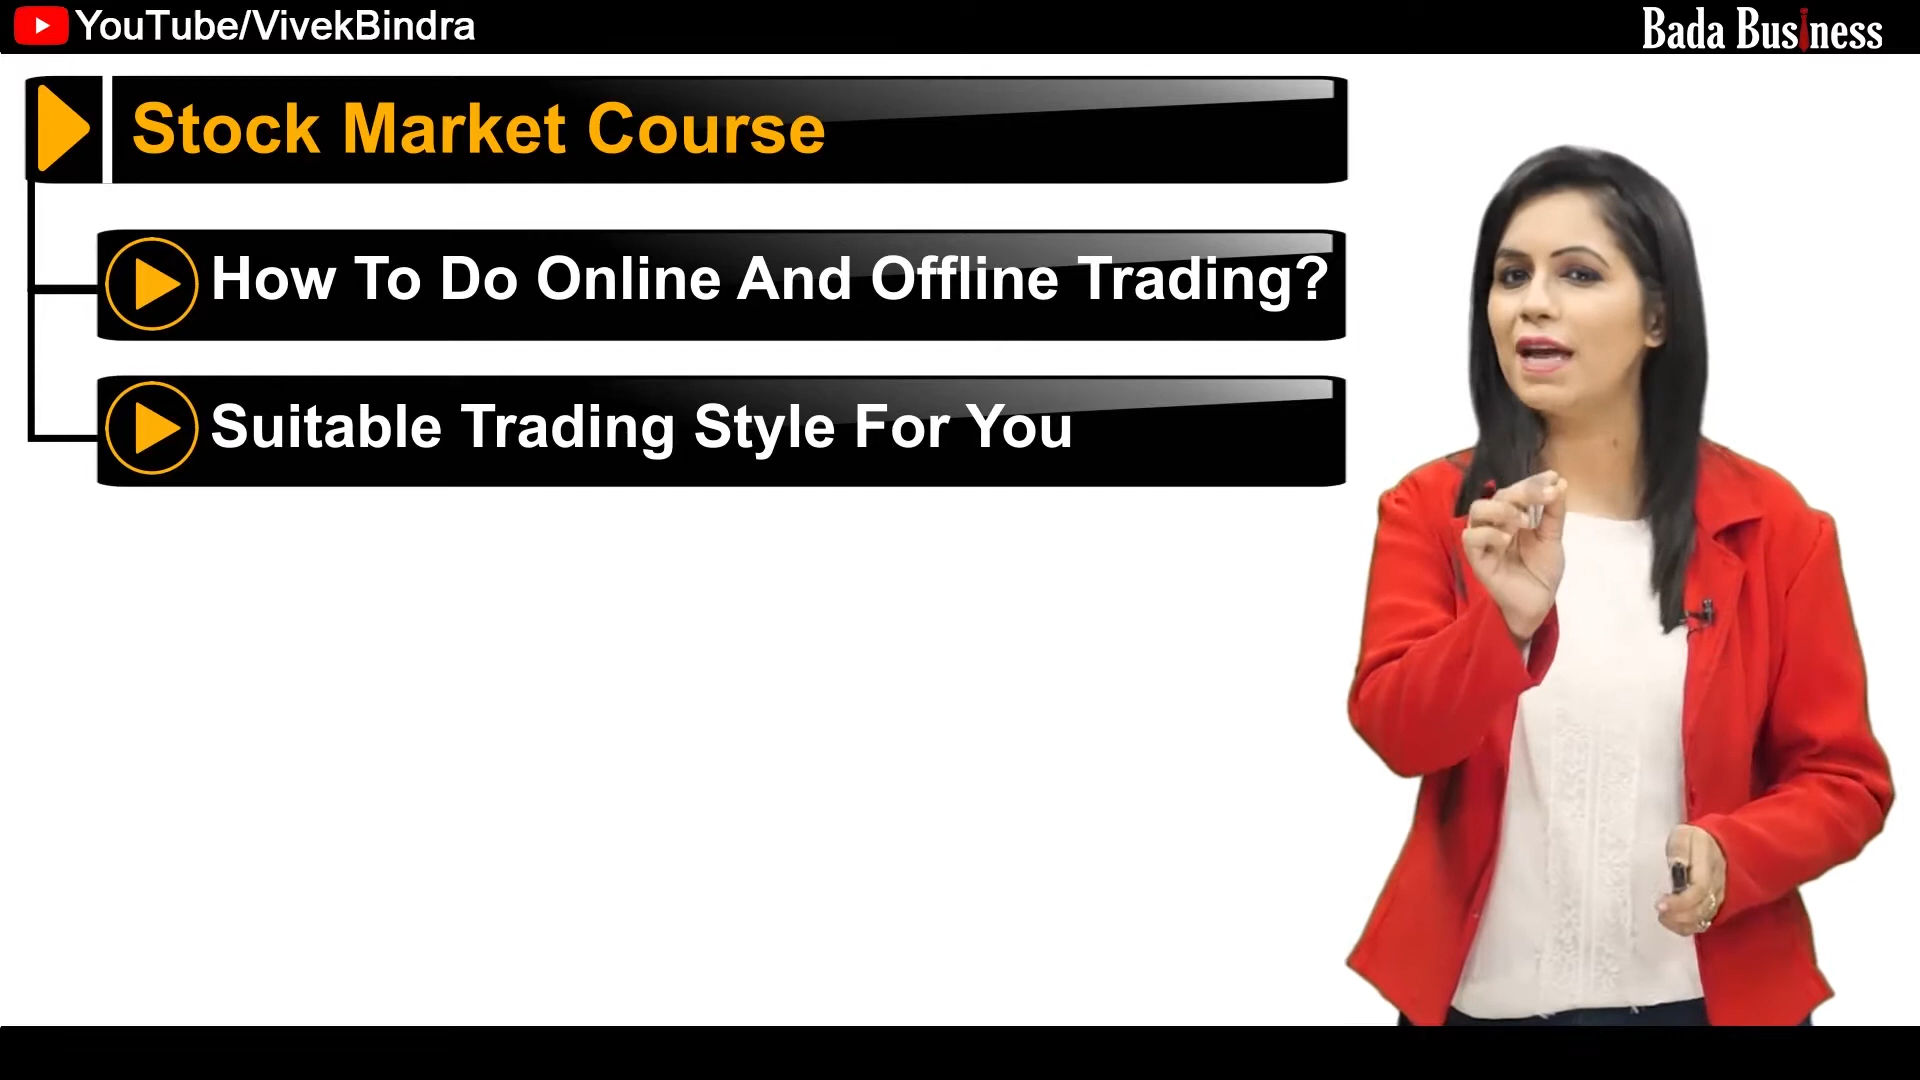 YouTube/VivekBindra
Bada Business
Stock Market Course
How To Do Online And Offline Trading?
Suitable Trading Style For You